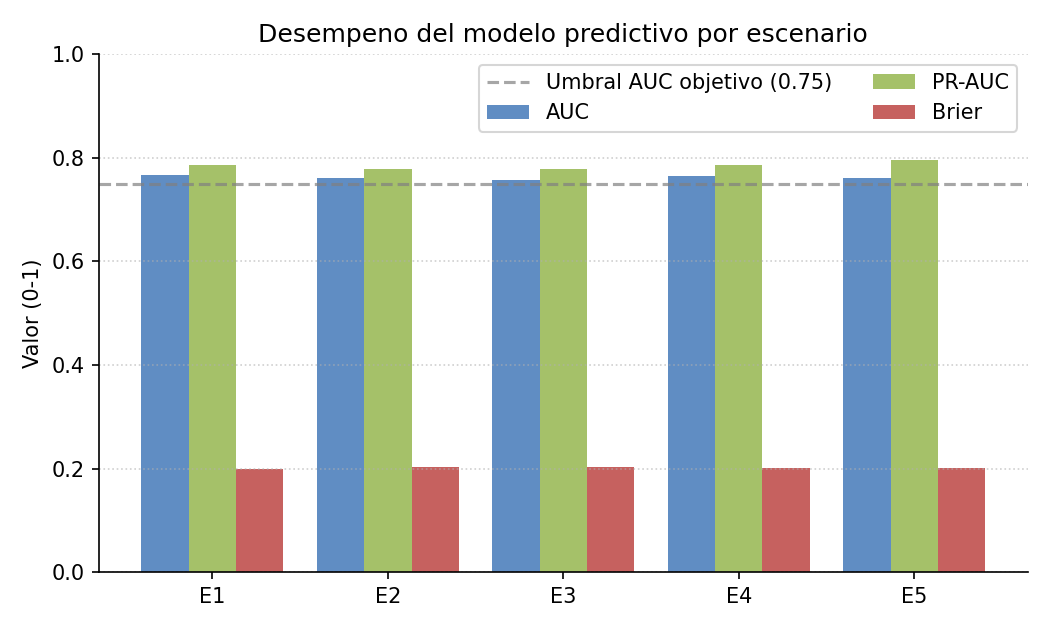 Desempeno del modelo predictivo por escenario
Umbral AUC objetivo (0.75)
AUC
PR-AUC
Brier
Valor (0-1)
1.0
0.8
0.6
0.4
0.2
0.0
E1 E2 E3 E4 E5